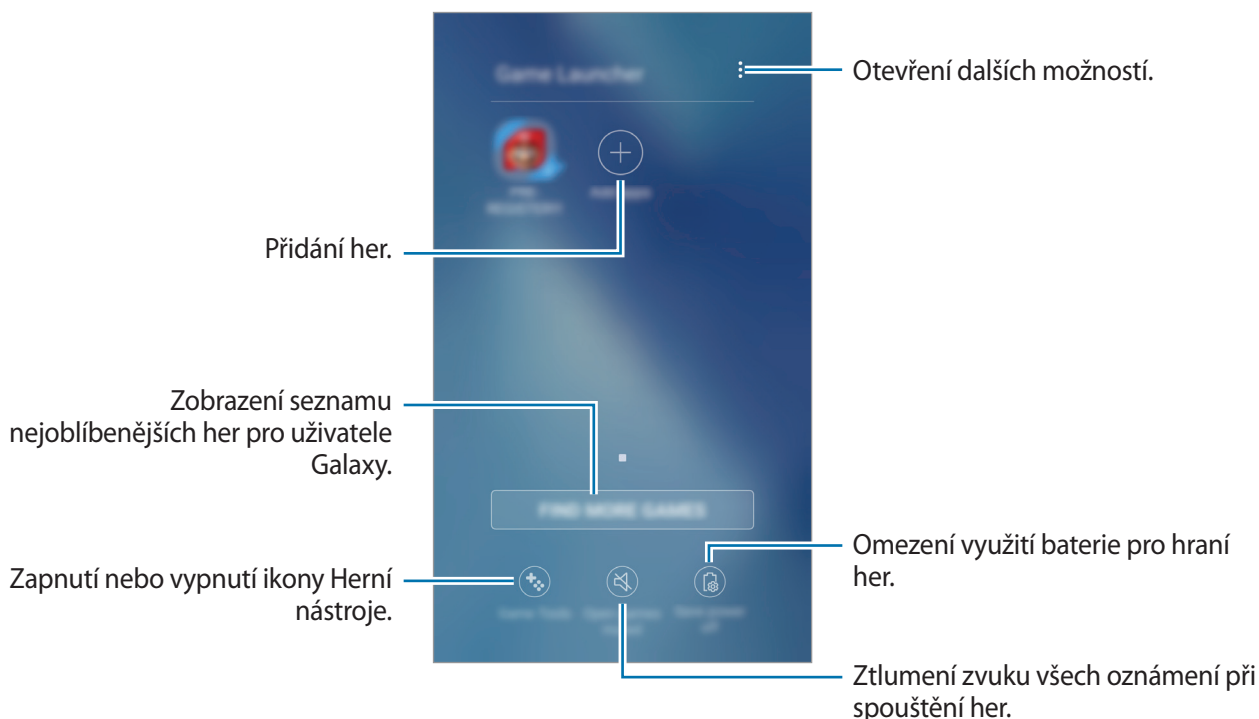 Game Launcher
Otevření dalších možností.
Přidání her.
Zobrazení seznamu
nejoblíbenějších her pro uživatele
Galaxy.
FIND MORE GAMES
Omezení využití baterie pro hraní
her.
Zapnutí nebo vypnutí ikony Herní
nástroje.
Game Tools
Ztlumení zvuku všech oznámení při
spouštění her.